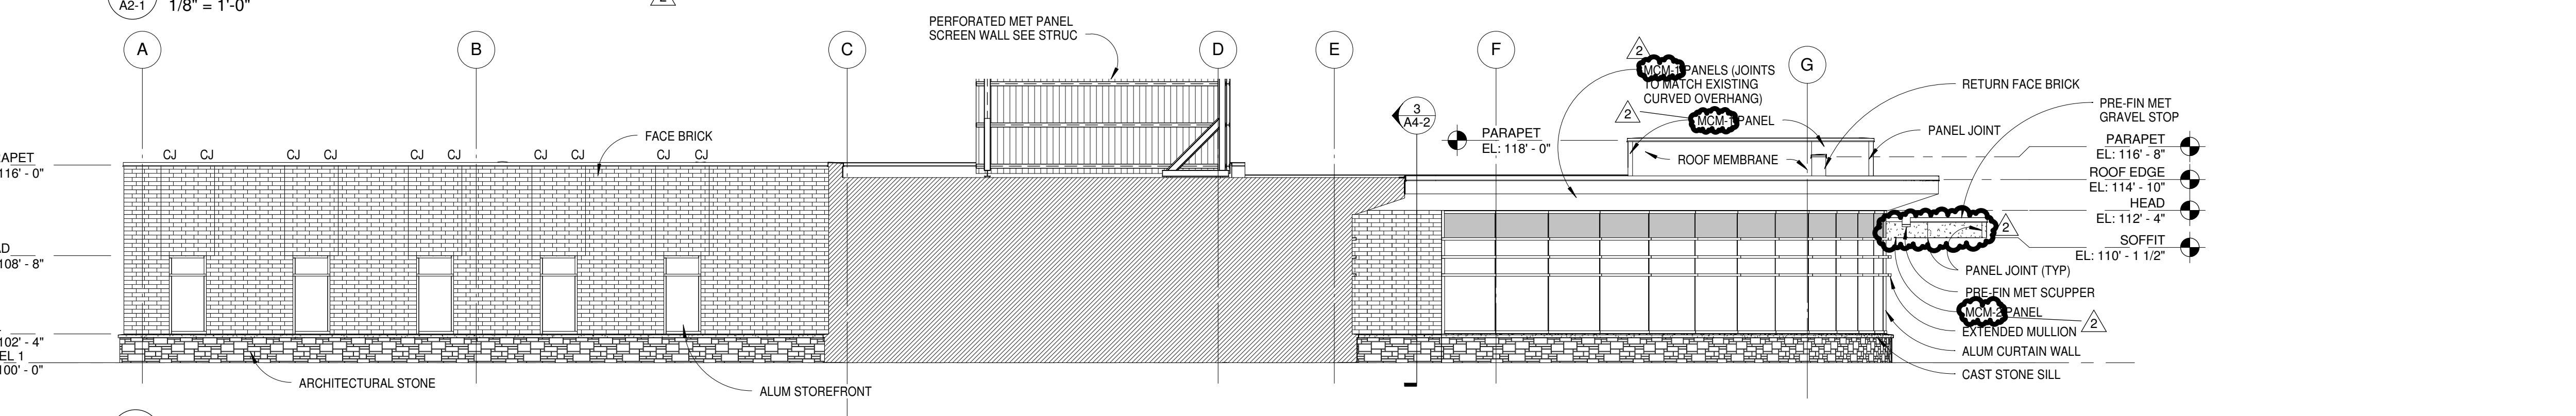 A2-1
1/8" = 1'-0"
2
A
B
C
D
E
F
G
PERFORATED MET PANEL
SCREEN WALL SEE STRUC
2
MCM-1 PANELS (JOINTS
TO MATCH EXISTING
CURVED OVERHANG)
2
MCM-1 PANEL
RETURN FACE BRICK
PRE-FIN MET
GRAVEL STOP
3
A4-2
PARAPET
EL: 118' - 0"
ROOF MEMBRANE
PANEL JOINT
FACE BRICK
CJ CJ CJ CJ CJ CJ CJ CJ CJ CJ
APET
116' - 0"
PARAPET
EL: 116' - 8"
ROOF EDGE
EL: 114' - 10"
HEAD
EL: 112' - 4"
2
SOFFIT
EL: 110' - 1 1/2"
AD
108' - 8"
PANEL JOINT (TYP)
PRE-FIN MET SCUPPER
MCM-2 PANEL
2
EXTENDED MULLION
ALUM CURTAIN WALL
CAST STONE SILL
102' - 4"
EL 1
100' - 0"
ARCHITECTURAL STONE
ALUM STOREFRONT